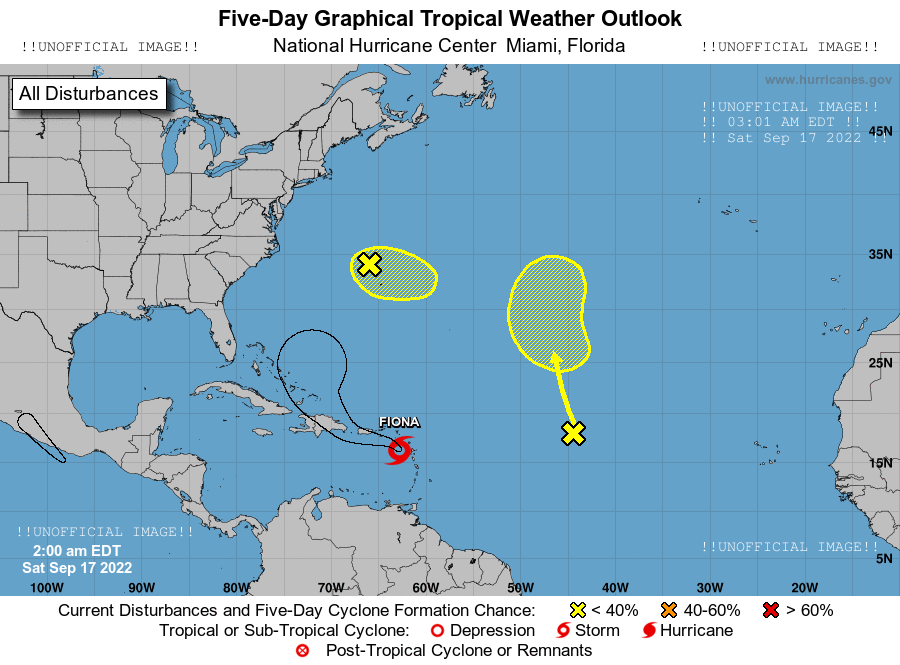 Five-Day Graphical Tropical Weather Outlook
!!UNOFFICIAL IMAGE!! National Hurricane Center Miami, Florida !!UNOFFICIAL IMAGE!!
www.hurricanes.gov
All Disturbances
!!UNOFFICIAL IMAGE!!
!! 03:01 AM EDT !!
!! Sat Sep 17 2022 !!
45N
35N
25N
FIONA
15N
!!UNOFFICIAL IMAGE!!
2:00 am EDT
Sat Sep 17 2022
!!UNOFFICIAL IMAGE!!
5N
100W 90W 80W 70W 60W 50W 40W 30W 20W
Current Disturbances and Five-Day Cyclone Formation Chance: < 40% 40-60% > 60%
Tropical or Sub-Tropical Cyclone: Depression Storm Hurricane
Post-Tropical Cyclone or Remnants